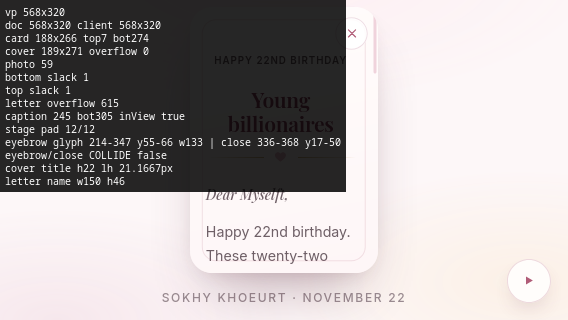 vp 568x320
doc 568x320 client 568x320
card 188x266 top7 bot274
cover 189x271 overflow 0
photo 59
bottom slack 1
top slack 1
letter overflow 615
caption 245 bot305 inView true
stage pad 12/12
eyebrow glyph 214-347 y55-66 w133 | close 336-368 y17-50
eyebrow/close COLLIDE false
cover title h22 lh 21.1667px
letter name w150 h46
HAPPY 22ND BIRTHDAY
Young
billionaires
Dear Myselft,
Happy 22nd birthday.
These twenty-two
SOKHY KHOEURT · NOVEMBER 22